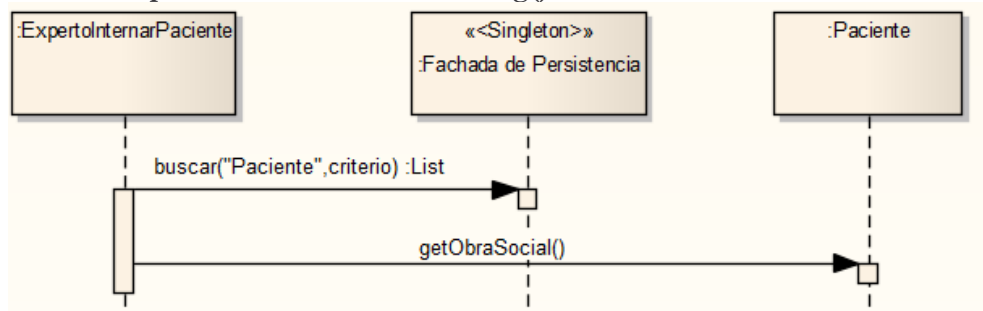 :ExpertoInternarPaciente
«<Singleton>»
:Fachada de Persistencia
:Paciente
buscar("Paciente",criterio) :List
getObraSocial()